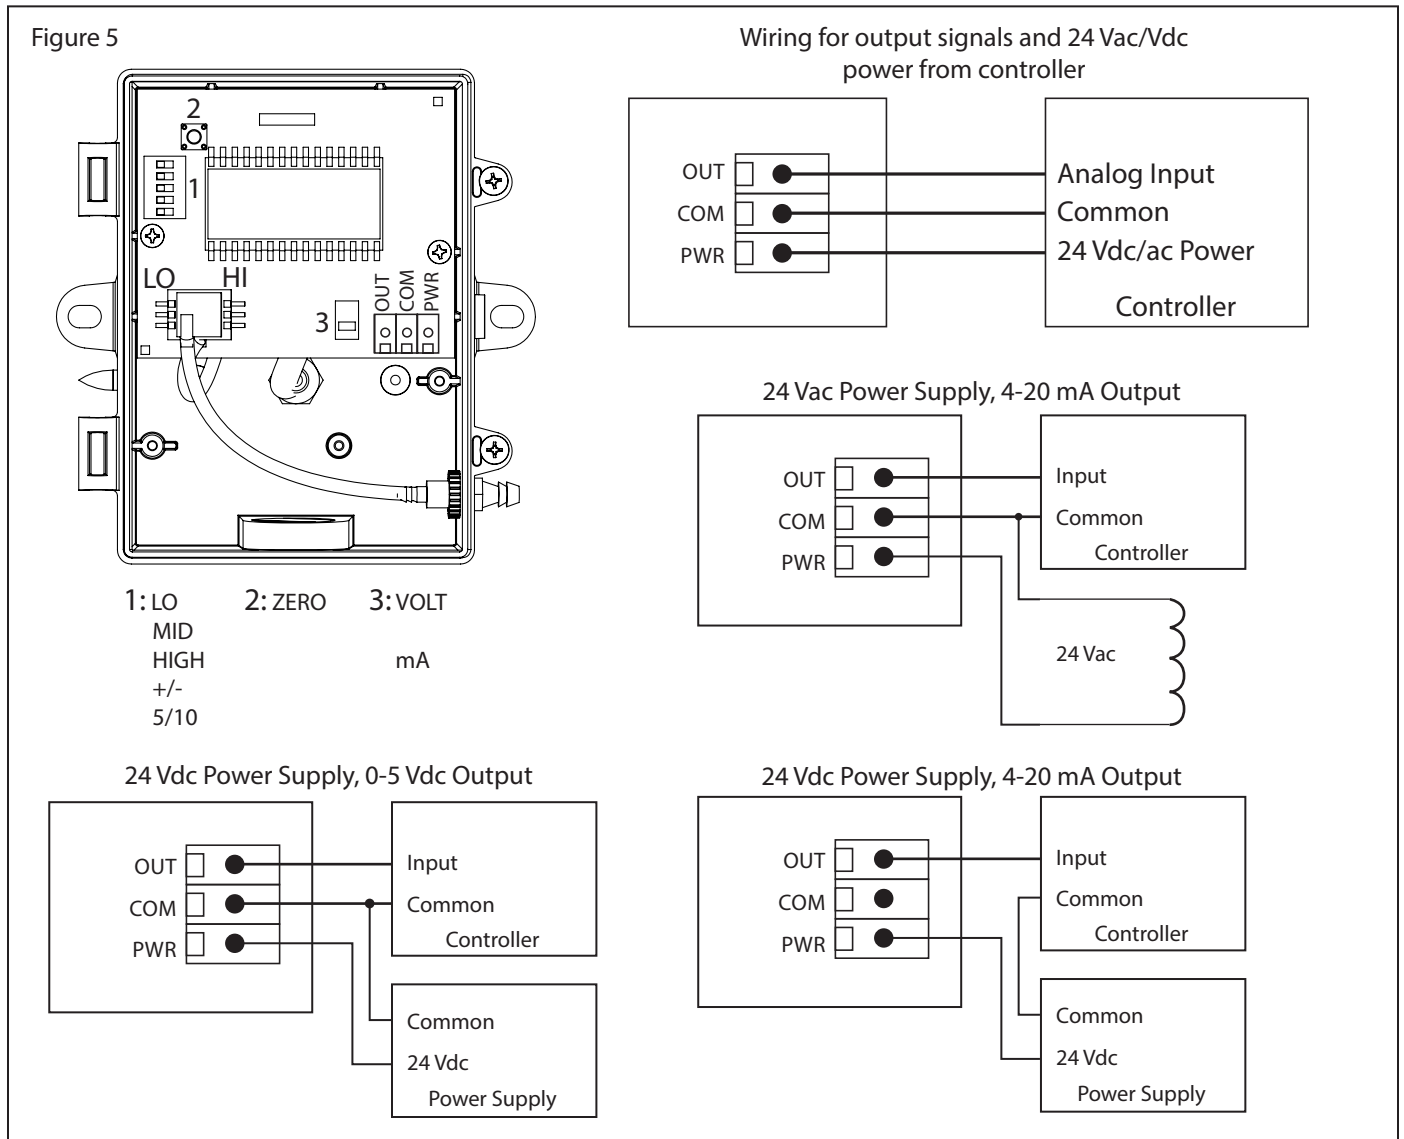 Figure 5
2
1
LO
HI
3
OUT
COM
PWR
1: LO
MID
HIGH
+/-
5/10
2: ZERO
3: VOLT
mA
Wiring for output signals and 24 Vac/Vdc
power from controller
OUT
COM
PWR
Analog Input
Common
24 Vdc/ac Power
Controller
24 Vac Power Supply, 4-20 mA Output
OUT
COM
PWR
Input
Common
Controller
24 Vac
24 Vdc Power Supply, 0-5 Vdc Output
OUT
COM
PWR
Input
Common
Controller
Common
24 Vdc
Power Supply
24 Vdc Power Supply, 4-20 mA Output
OUT
COM
PWR
Input
Common
Controller
Common
24 Vdc
Power Supply